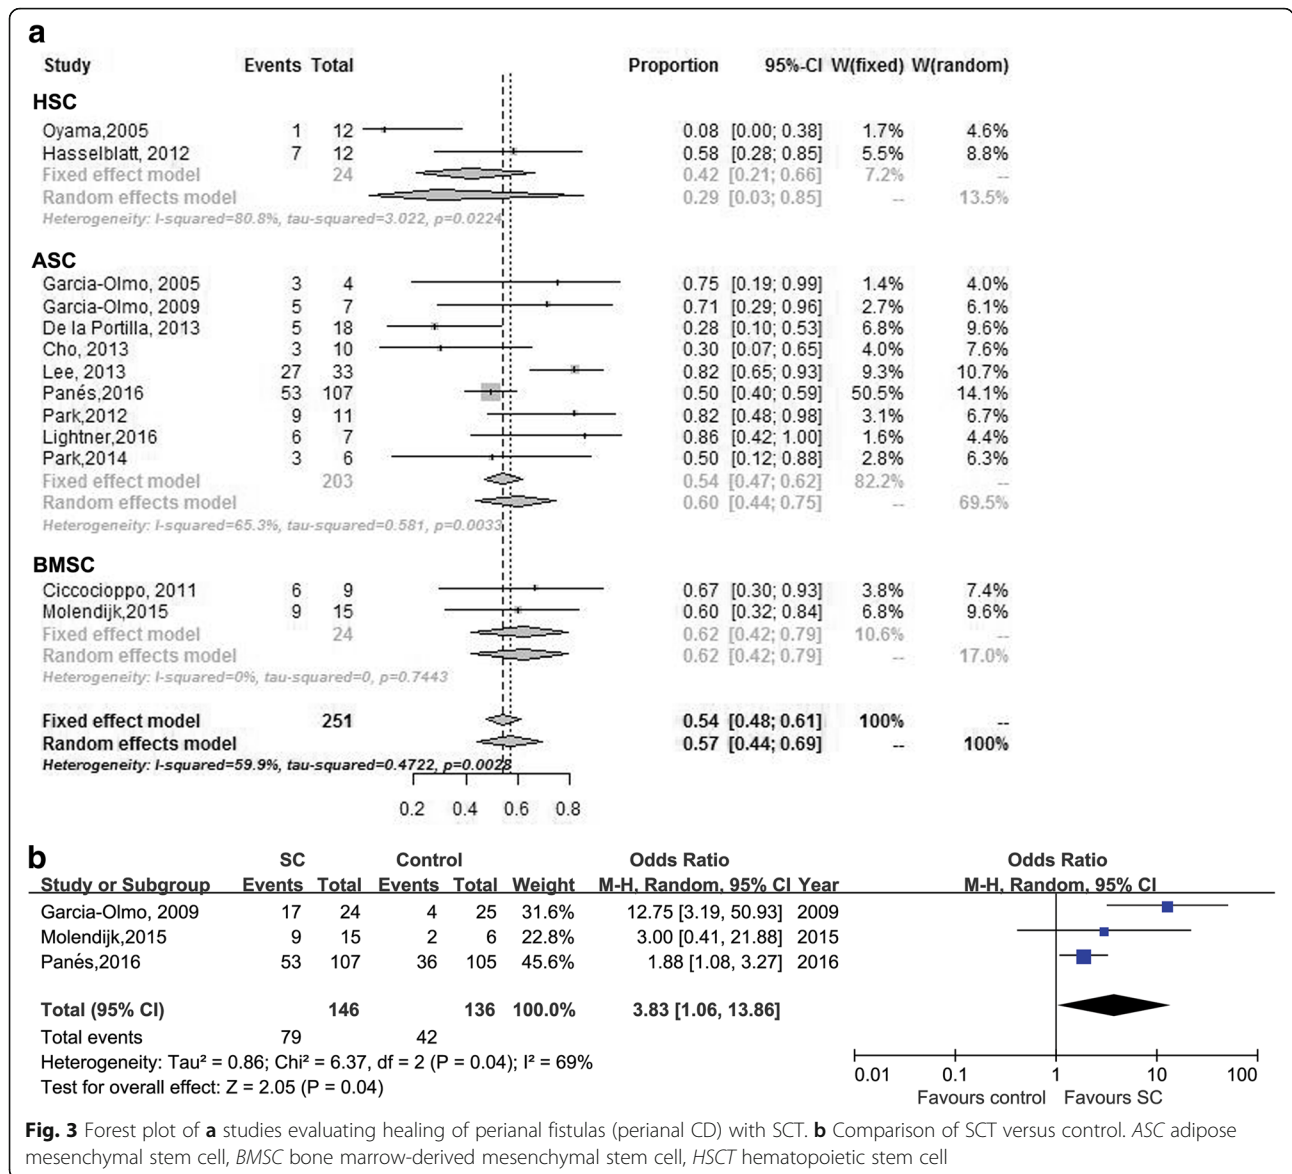 a
Study Events Total Proportion 95%-CI W(fixed) W(random)
HSC
Oyama,2005 1 12 0.08 [0.00; 0.38] 1.7% 4.6%
Hasselblatt, 2012 7 12 0.58 [0.28; 0.85] 5.5% 8.8%
Fixed effect model 24 0.42 [0.21; 0.66] 7.2% --
Random effects model 0.29 [0.03; 0.85] -- 13.5%
Heterogeneity: I-squared=80.8%, tau-squared=3.022, p=0.0224
ASC
Garcia-Olmo, 2005 3 4 0.75 [0.19; 0.99] 1.4% 4.0%
Garcia-Olmo, 2009 5 7 0.71 [0.29; 0.96] 2.7% 6.1%
De la Portilla, 2013 5 18 0.28 [0.10; 0.53] 6.8% 9.6%
Cho, 2013 3 10 0.30 [0.07; 0.65] 4.0% 7.6%
Lee, 2013 27 33 0.82 [0.65; 0.93] 9.3% 10.7%
Panés,2016 53 107 0.50 [0.40; 0.59] 50.5% 14.1%
Park,2012 9 11 0.82 [0.48; 0.98] 3.1% 6.7%
Lightner,2016 6 7 0.86 [0.42; 1.00] 1.6% 4.4%
Park,2014 3 6 0.50 [0.12; 0.88] 2.8% 6.3%
Fixed effect model 203 0.54 [0.47; 0.62] 82.2% --
Random effects model 0.60 [0.44; 0.75] -- 69.5%
Heterogeneity: I-squared=65.3%, tau-squared=0.581, p=0.0033
BMSC
Ciccocioppo, 2011 6 9 0.67 [0.30; 0.93] 3.8% 7.4%
Molendijk,2015 9 15 0.60 [0.32; 0.84] 6.8% 9.6%
Fixed effect model 24 0.62 [0.42; 0.79] 10.6% --
Random effects model 0.62 [0.42; 0.79] -- 17.0%
Heterogeneity: I-squared=0%, tau-squared=0, p=0.7443
Fixed effect model 251 0.54 [0.48; 0.61] 100% --
Random effects model 0.57 [0.44; 0.69] -- 100%
Heterogeneity: I-squared=59.9%, tau-squared=0.4722, p=0.0028
0.2 0.4 0.6 0.8
b
SC Control Odds Ratio Odds Ratio
Study or Subgroup Events Total Events Total Weight M-H, Random, 95% CI Year M-H, Random, 95% CI
Garcia-Olmo, 2009 17 24 4 25 31.6% 12.75 [3.19, 50.93] 2009
Molendijk,2015 9 15 2 6 22.8% 3.00 [0.41, 21.88] 2015
Panés,2016 53 107 36 105 45.6% 1.88 [1.08, 3.27] 2016
Total (95% CI) 146 136 100.0% 3.83 [1.06, 13.86]
Total events 79 42
Heterogeneity: Tau² = 0.86; Chi² = 6.37, df = 2 (P = 0.04); I² = 69%
Test for overall effect: Z = 2.05 (P = 0.04)
0.01 0.1 1 10 100
Favours control Favours SC
Fig. 3 Forest plot of a studies evaluating healing of perianal fistulas (perianal CD) with SCT. b Comparison of SCT versus control. ASC adipose
mesenchymal stem cell, BMSC bone marrow-derived mesenchymal stem cell, HSCT hematopoietic stem cell